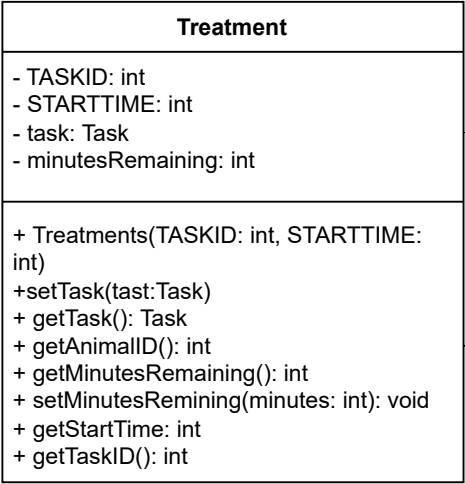 Treatment
- TASKID: int
- STARTTIME: int
- task: Task
- minutesRemaining: int
+ Treatments(TASKID: int, STARTTIME:
int)
+setTask(tast:Task)
+ getTask(): Task
+ getAnimalID(): int
+ getMinutesRemaining(): int
+ setMinutesRemining(minutes: int): void
+ getStartTime: int
+ getTaskID(): int